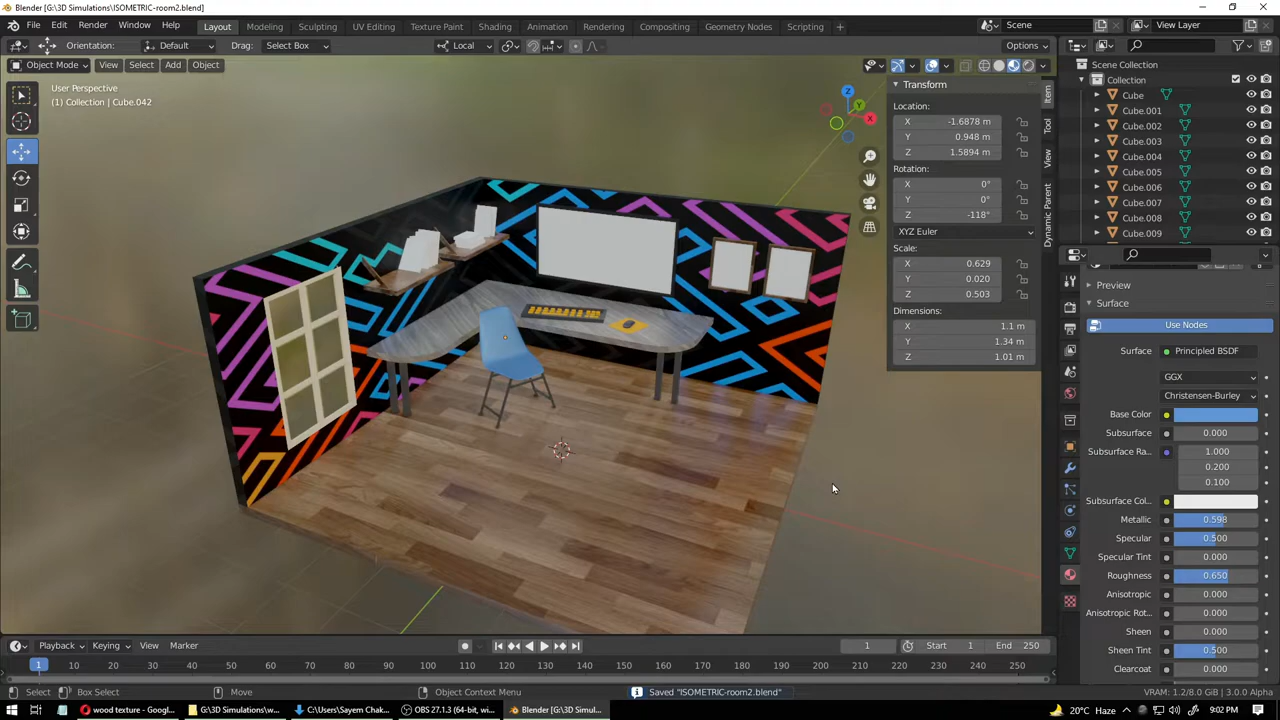 Blender [G:\3D Simulations\ISOMETRIC-room2.blend]
File Edit Render Window Help Layout Modeling Sculpting UV Editing Texture Paint Shading Animation Rendering Compositing Geometry Nodes Scripting + Scene View Layer
Orientation: Default Drag: Select Box Local Options
Object Mode View Select Add Object
User Perspective
(1) Collection | Cube.042
Z
Y
X
Transform
Location:
X -1.6878 m
Y 0.948 m
Z 1.5894 m
Rotation:
X 0°
Y 0°
Z -118°
XYZ Euler
Scale:
X 0.629
Y 0.020
Z 0.503
Dimensions:
X 1.1 m
Y 1.34 m
Z 1.01 m
Item
Tool
View
Dynamic Parent
Scene Collection
Collection
Cube
Cube.001
Cube.002
Cube.003
Cube.004
Cube.005
Cube.006
Cube.007
Cube.008
Cube.009
Preview
Surface
Use Nodes
Surface Principled BSDF
GGX
Christensen-Burley
Base Color
Subsurface 0.000
Subsurface Ra... 1.000
0.200
0.100
Subsurface Col...
Metallic 0.598
Specular 0.500
Specular Tint 0.000
Roughness 0.650
Anisotropic 0.000
Anisotropic Rot... 0.000
Sheen 0.000
Sheen Tint 0.500
Clearcoat 0.000
Playback Keying View Marker 1 Start 1 End 250
1 10 20 30 40 50 60 70 80 90 100 110 120 130 140 150 160 170 180 190 200 210 220 230 240 250
Select Box Select Move Object Context Menu Saved "ISOMETRIC-room2.blend" VRAM: 1.2/8.0 GiB | 3.0.0 Alpha
wood texture - Googl... G:\3D Simulations\w... C:\Users\Sayem Chak... OBS 27.1.3 (64-bit, w... Blender [G:\3D Simul... 20°C Haze 9:02 PM